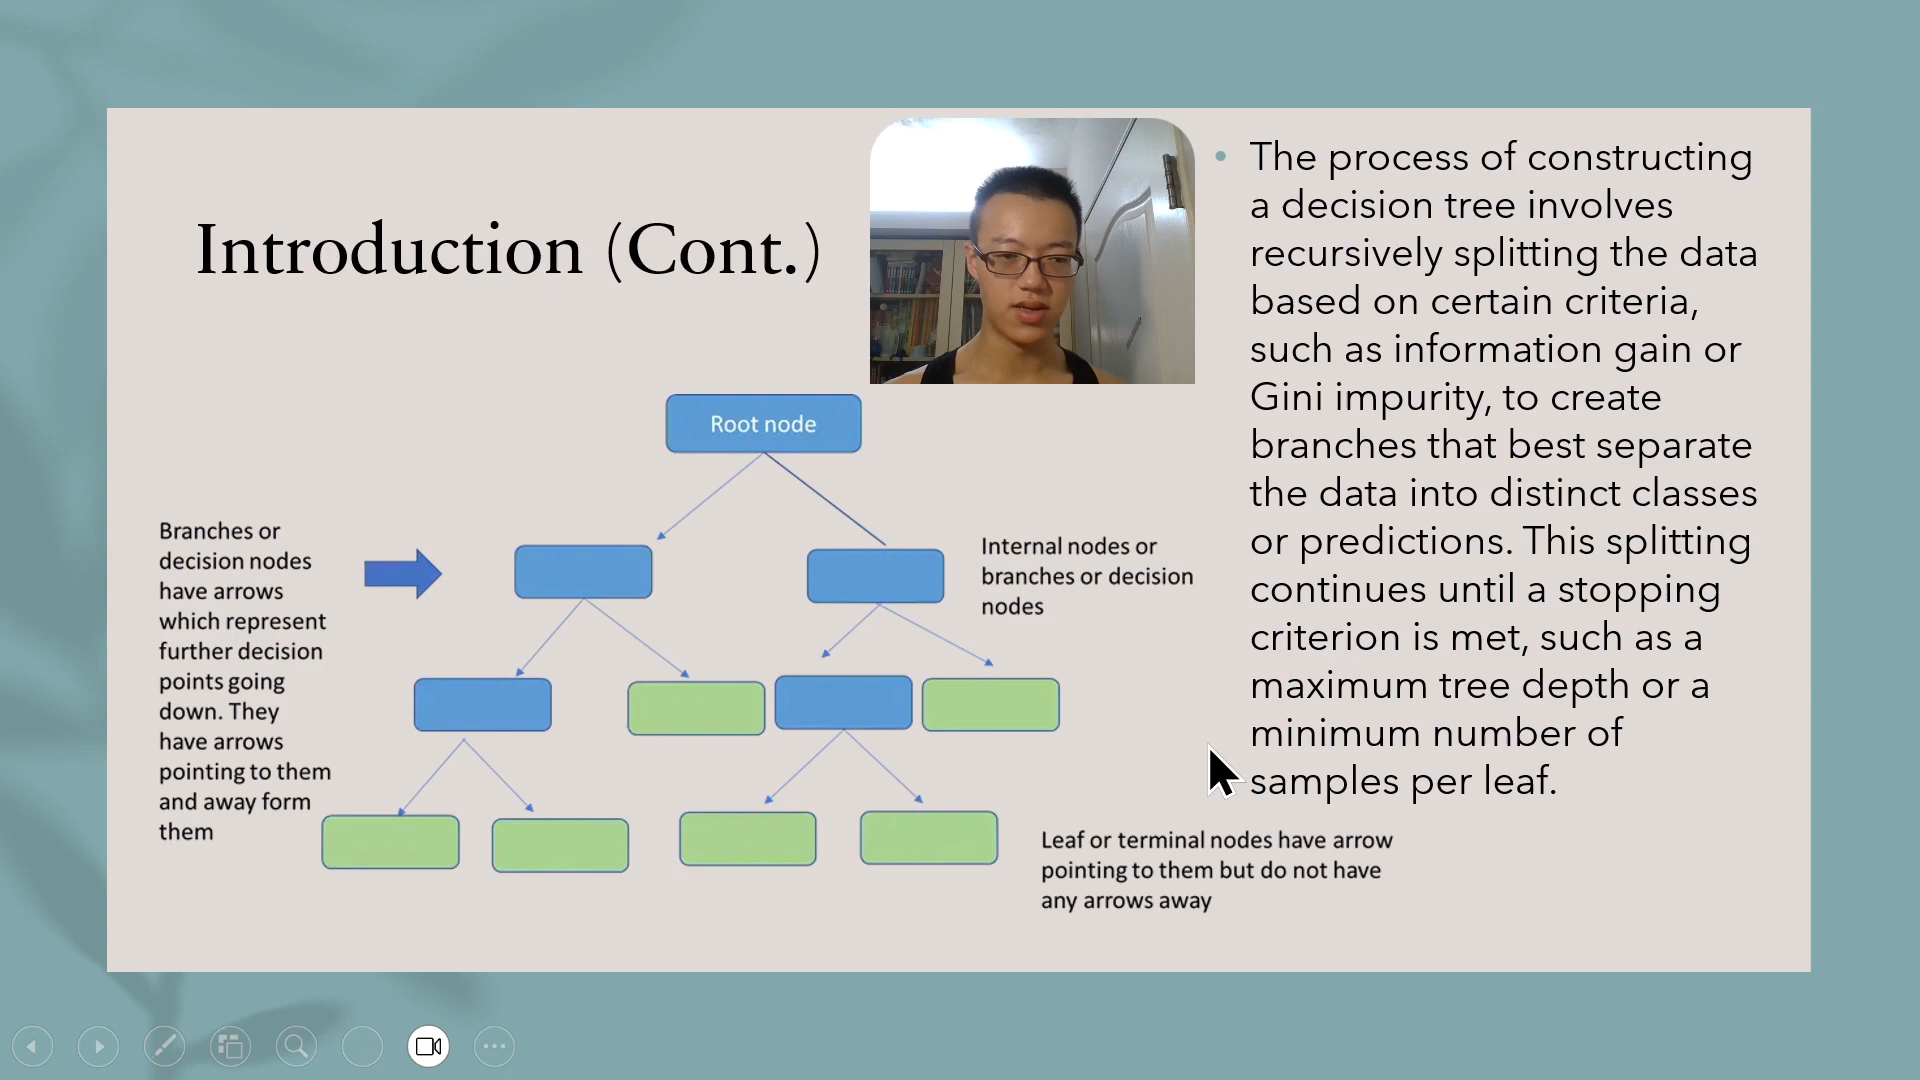 Introduction (Cont.)
Root node
Branches or
decision nodes
have arrows
which represent
further decision
points going
down. They
have arrows
pointing to them
and away form
them
Internal nodes or
branches or decision
nodes
Leaf or terminal nodes have arrow
pointing to them but do not have
any arrows away
• The process of constructing
a decision tree involves
recursively splitting the data
based on certain criteria,
such as information gain or
Gini impurity, to create
branches that best separate
the data into distinct classes
or predictions. This splitting
continues until a stopping
criterion is met, such as a
maximum tree depth or a
minimum number of
samples per leaf.